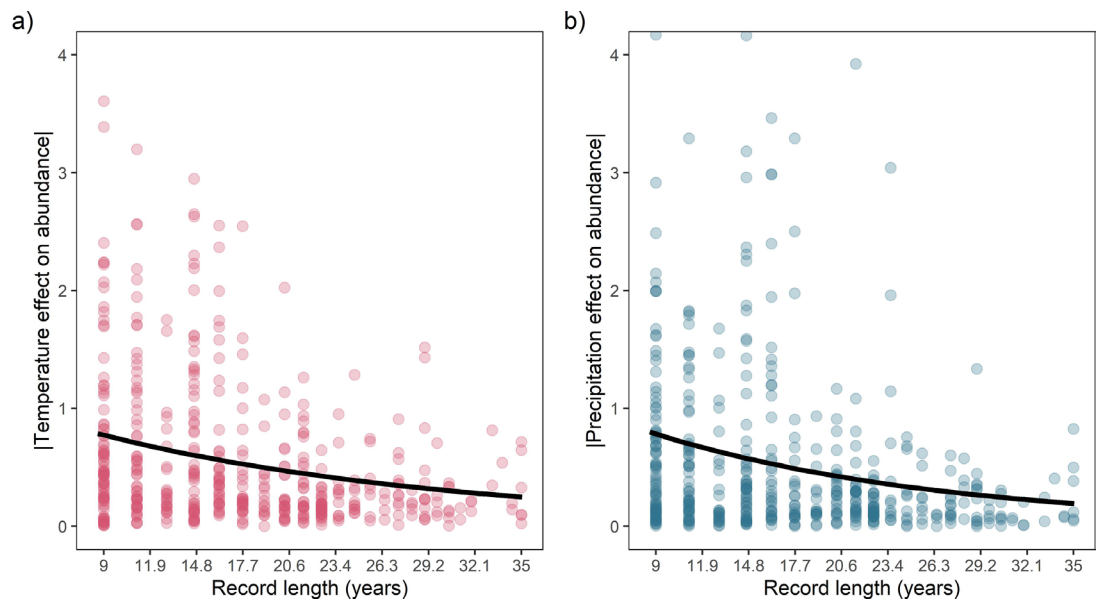 a)
|Temperature effect on abundance|
4
3
2
1
0
9 11.9 14.8 17.7 20.6 23.4 26.3 29.2 32.1 35
Record length (years)
b)
|Precipitation effect on abundance|
4
3
2
1
0
9 11.9 14.8 17.7 20.6 23.4 26.3 29.2 32.1 35
Record length (years)